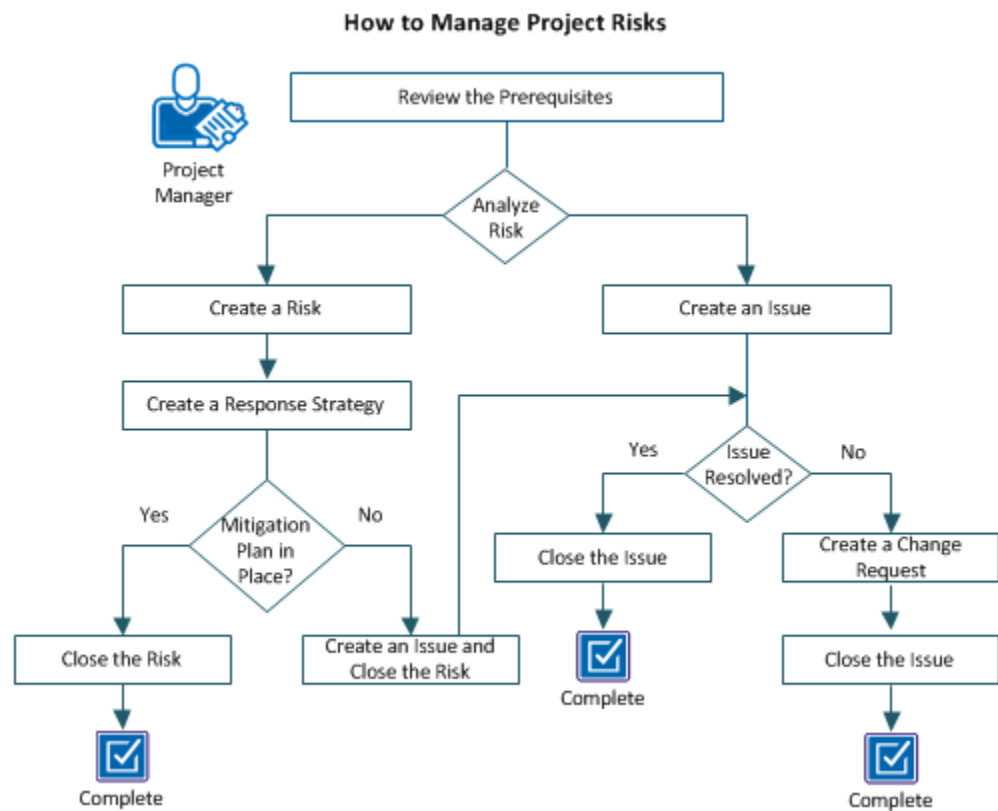 How to Manage Project Risks
Review the Prerequisites
Project
Manager
Analyze
Risk
Create a Risk
Create an Issue
Create a Response Strategy
Yes
Issue
Resolved?
No
Yes
Mitigation
Plan in
Place?
No
Close the Issue
Create a Change
Request
Close the Risk
Create an Issue and
Close the Risk
Close the Issue
Complete
Complete
Complete